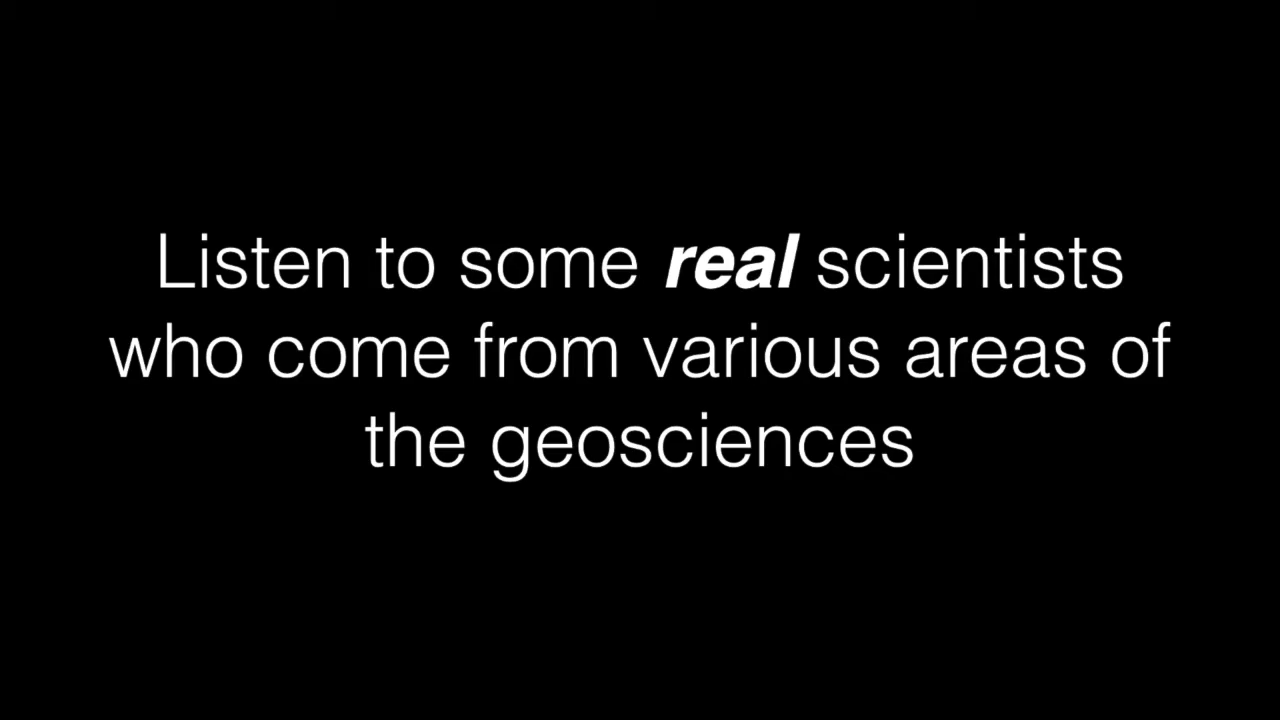 Listen to some real scientists
who come from various areas of
the geosciences